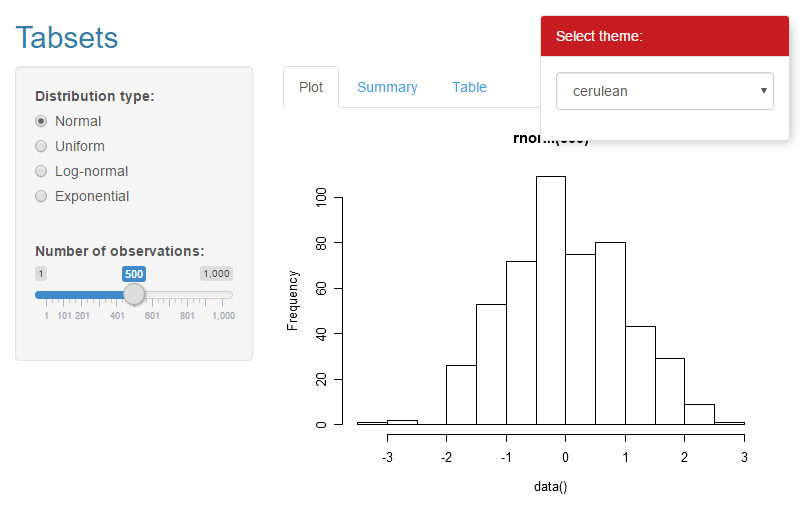 Tabsets
Select theme:
cerulean
Distribution type:
Normal
Uniform
Log-normal
Exponential
Number of observations:
1 500 1,000
1 101 201 401 601 801 1,000
Plot Summary Table
Frequency
100
80
60
40
20
0
-3 -2 -1 0 1 2 3
data()